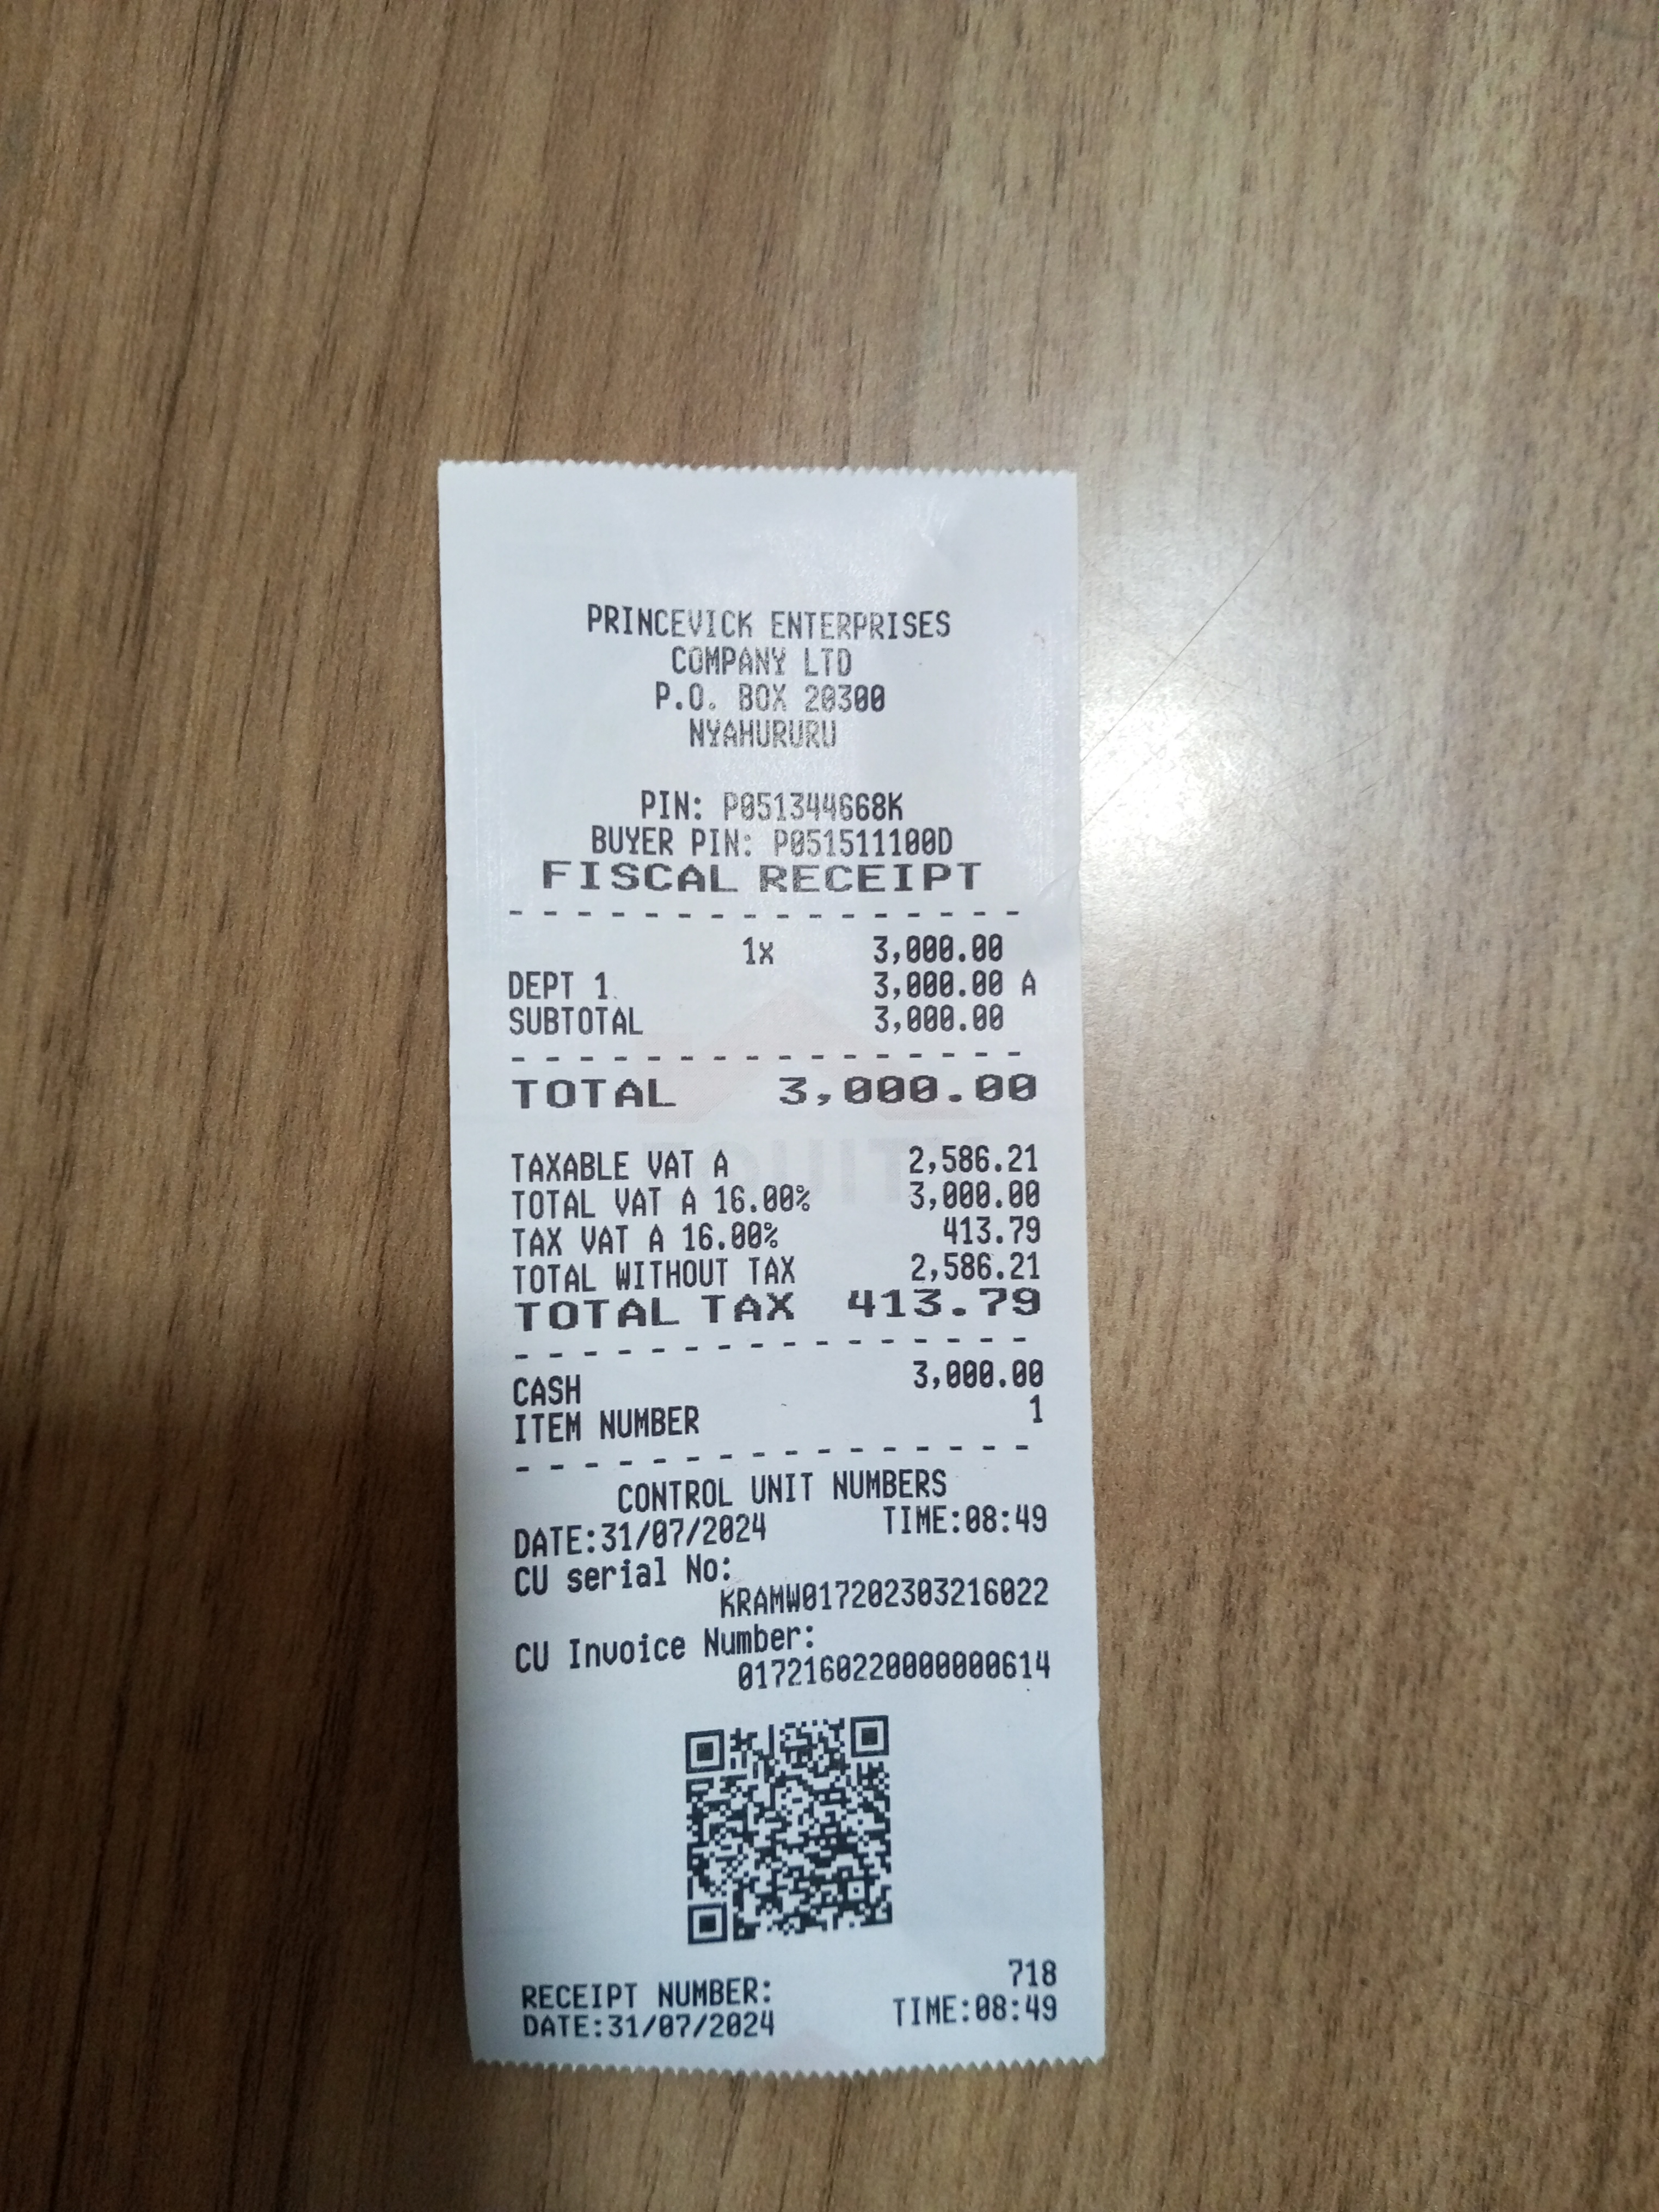 PRINCEVICK ENTERPRISES
COMPANY LTD
P.O. BOX 20300
NYAHURURU
PIN: P051344668K
BUYER PIN: P051511100D
FISCAL RECEIPT
1x 3,000.00
DEPT 1 3,000.00 A
SUBTOTAL 3,000.00
TOTAL 3,000.00
TAXABLE VAT A 2,586.21
TOTAL VAT A 16.00% 3,000.00
TAX VAT A 16.00% 413.79
TOTAL WITHOUT TAX 2,586.21
TOTAL TAX 413.79
CASH 3,000.00
ITEM NUMBER 1
CONTROL UNIT NUMBERS
DATE:31/07/2024 TIME:08:49
CU serial No:
KRAMW017202303216022
CU Invoice Number:
0172160220000000614
RECEIPT NUMBER: 718
DATE:31/07/2024 TIME:08:49